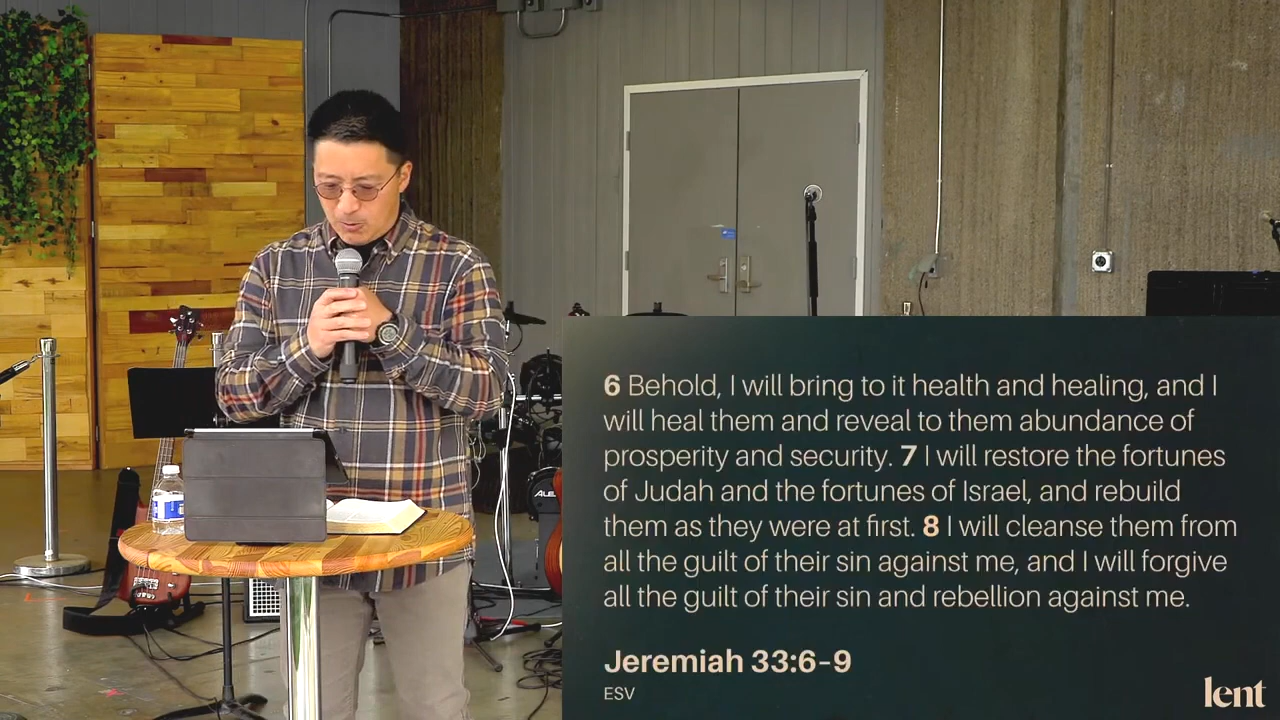 6 Behold, I will bring to it health and healing, and I
will heal them and reveal to them abundance of
prosperity and security. 7 I will restore the fortunes
of Judah and the fortunes of Israel, and rebuild
them as they were at first. 8 I will cleanse them from
all the guilt of their sin against me, and I will forgive
all the guilt of their sin and rebellion against me.
Jeremiah 33:6–9
ESV
lent